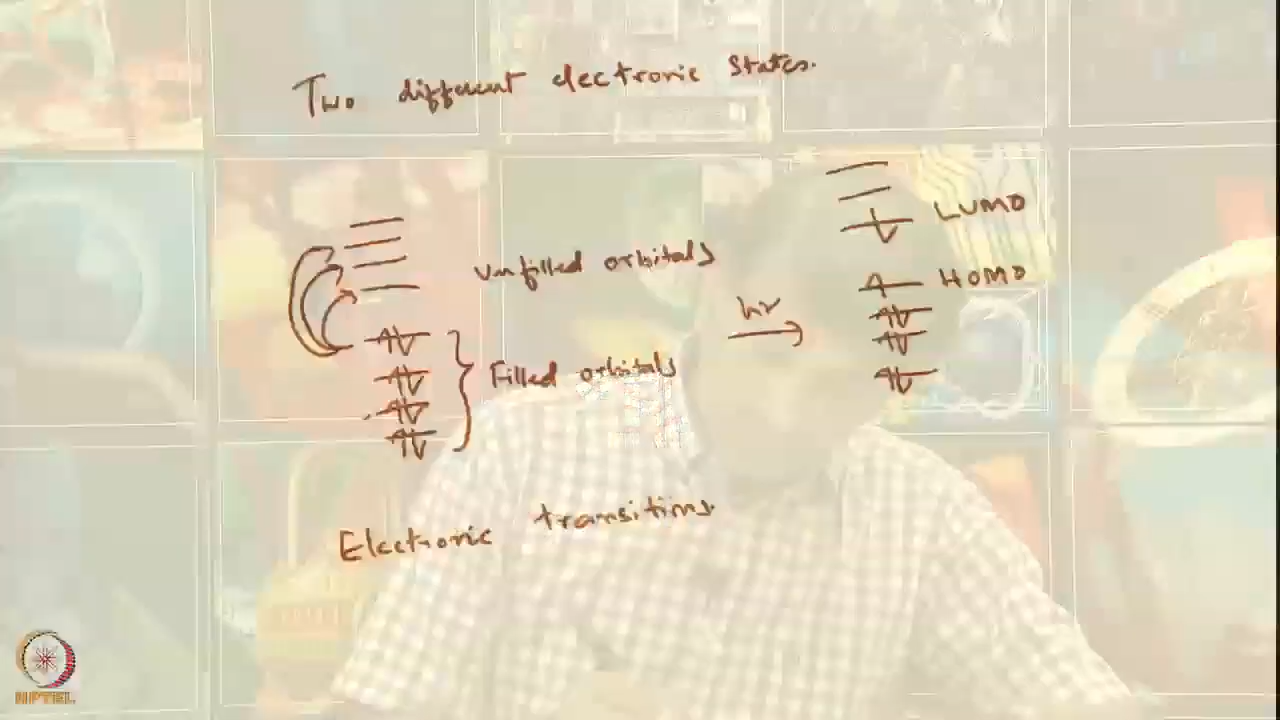 Two different electronic states.
LUMO
unfilled orbitals
HOMO
hν
Filled orbitals
Electronic transitions.
NPTEL